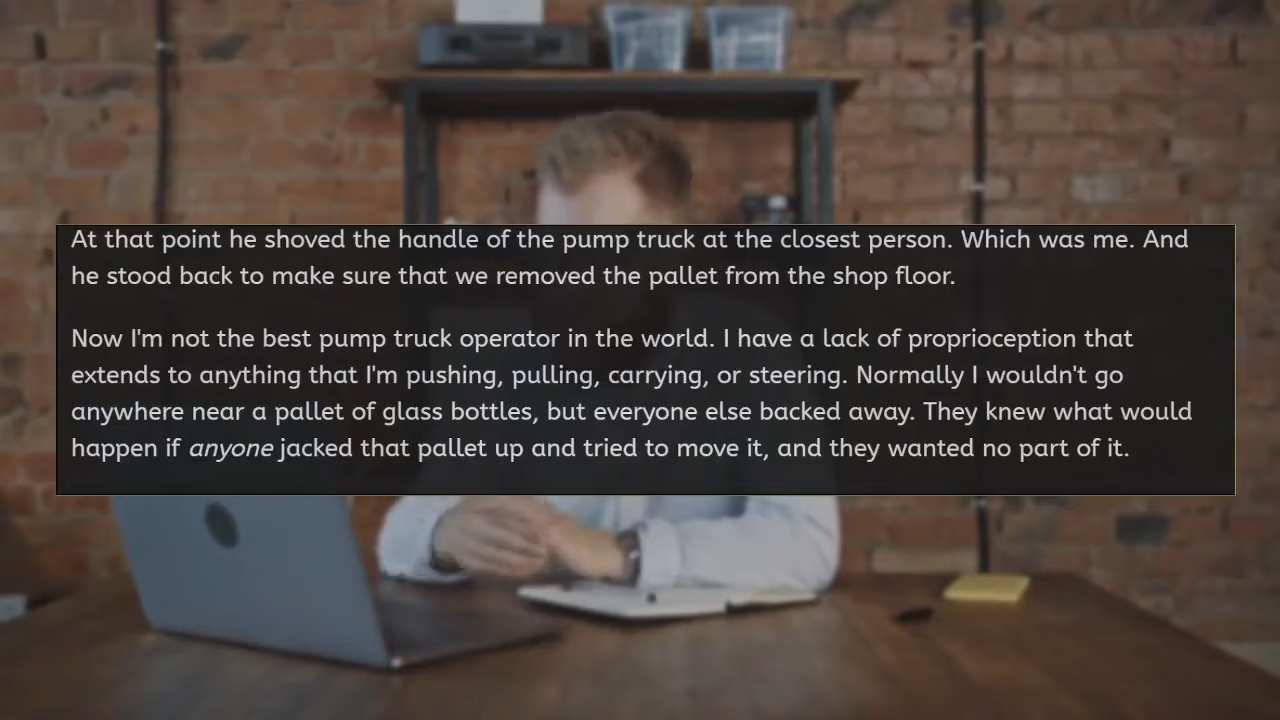 At that point he shoved the handle of the pump truck at the closest person. Which was me. And
he stood back to make sure that we removed the pallet from the shop floor.
Now I'm not the best pump truck operator in the world. I have a lack of proprioception that
extends to anything that I'm pushing, pulling, carrying, or steering. Normally I wouldn't go
anywhere near a pallet of glass bottles, but everyone else backed away. They knew what would
happen if anyone jacked that pallet up and tried to move it, and they wanted no part of it.